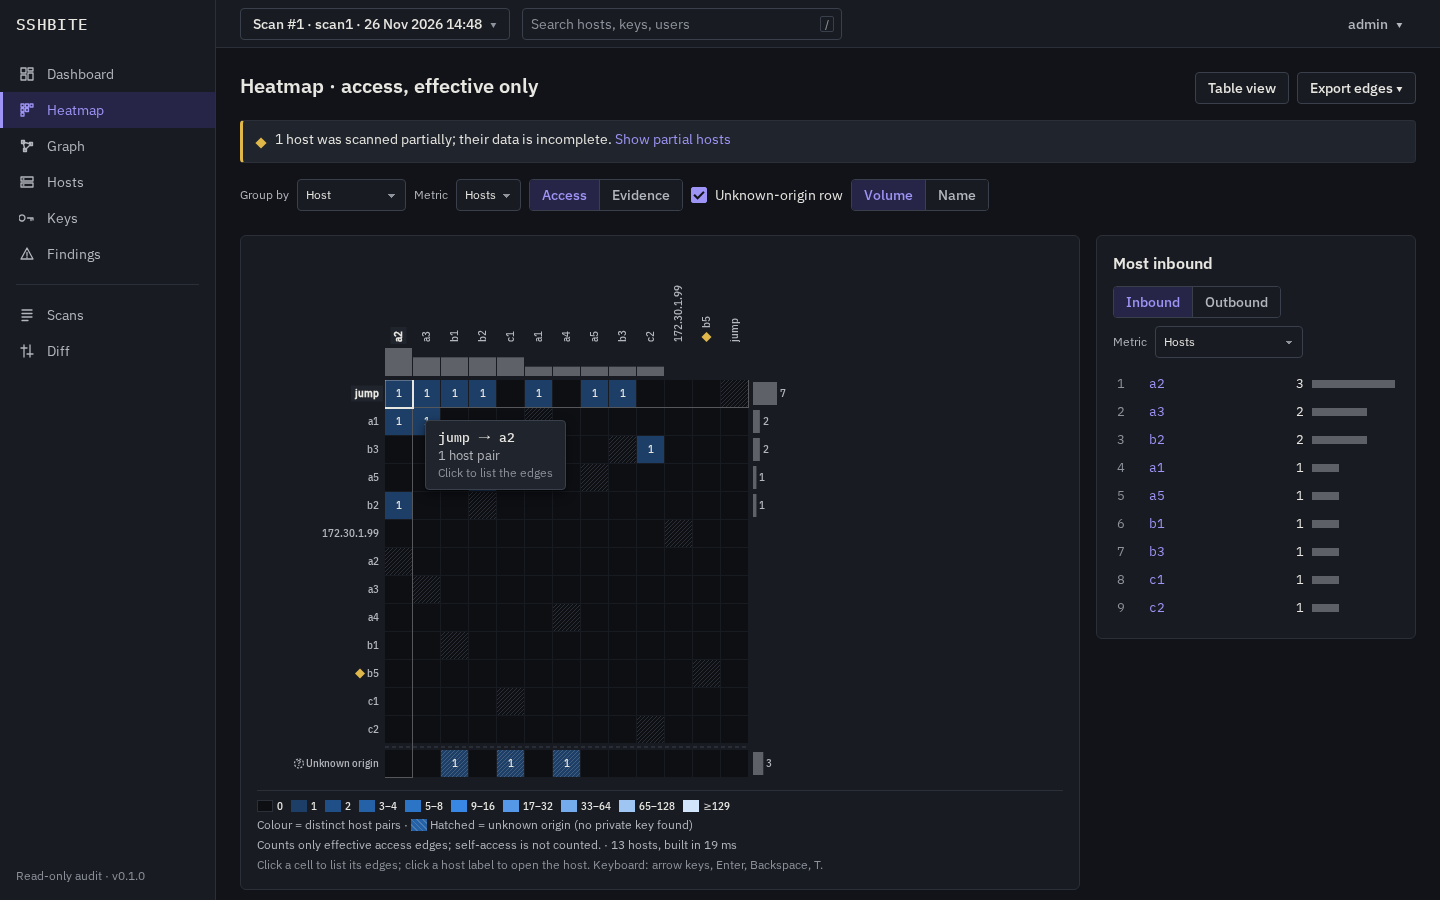 SSHBITE
Scan #1 · scan1 · 26 Nov 2026 14:48 ▾
Search hosts, keys, users
/
admin ▾
Dashboard
Heatmap
Graph
Hosts
Keys
Findings
Scans
Diff
Read-only audit · v0.1.0
Heatmap · access, effective only
Table view
Export edges ▾
1 host was scanned partially; their data is incomplete. Show partial hosts
Group by
Host
Metric
Hosts
Access
Evidence
Unknown-origin row
Volume
Name
a2
a3
b1
b2
c1
a1
a4
a5
b3
c2
172.30.1.99
b5
jump
jump 1 1 1 1 1 1 1 7
a1 1 2
b3 1 2
a5 1
b2 1 1
172.30.1.99
a2
a3
a4
b1
b5
c1
c2
Unknown origin 1 1 1 3
jump → a2
1 host pair
Click to list the edges
0 1 2 3–4 5–8 9–16 17–32 33–64 65–128 ≥129
Colour = distinct host pairs · Hatched = unknown origin (no private key found)
Counts only effective access edges; self-access is not counted. · 13 hosts, built in 19 ms
Click a cell to list its edges; click a host label to open the host. Keyboard: arrow keys, Enter, Backspace, T.
Most inbound
Inbound
Outbound
Metric
Hosts
1 a2 3
2 a3 2
3 b2 2
4 a1 1
5 a5 1
6 b1 1
7 b3 1
8 c1 1
9 c2 1